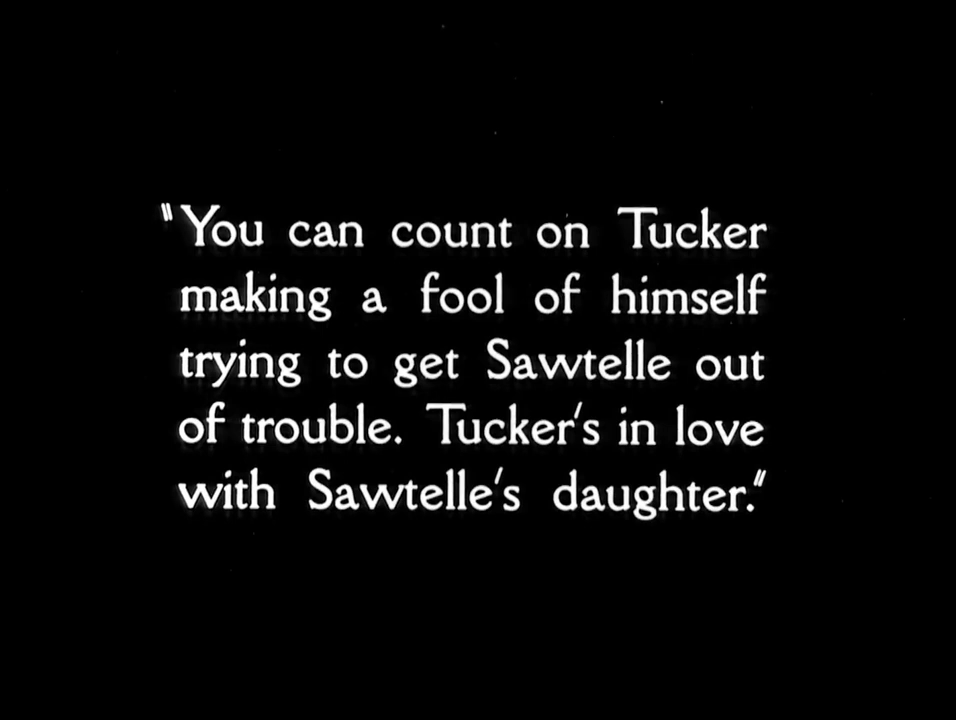 "You can count on Tucker
making a fool of himself
trying to get Sawtelle out
of trouble. Tucker's in love
with Sawtelle's daughter."